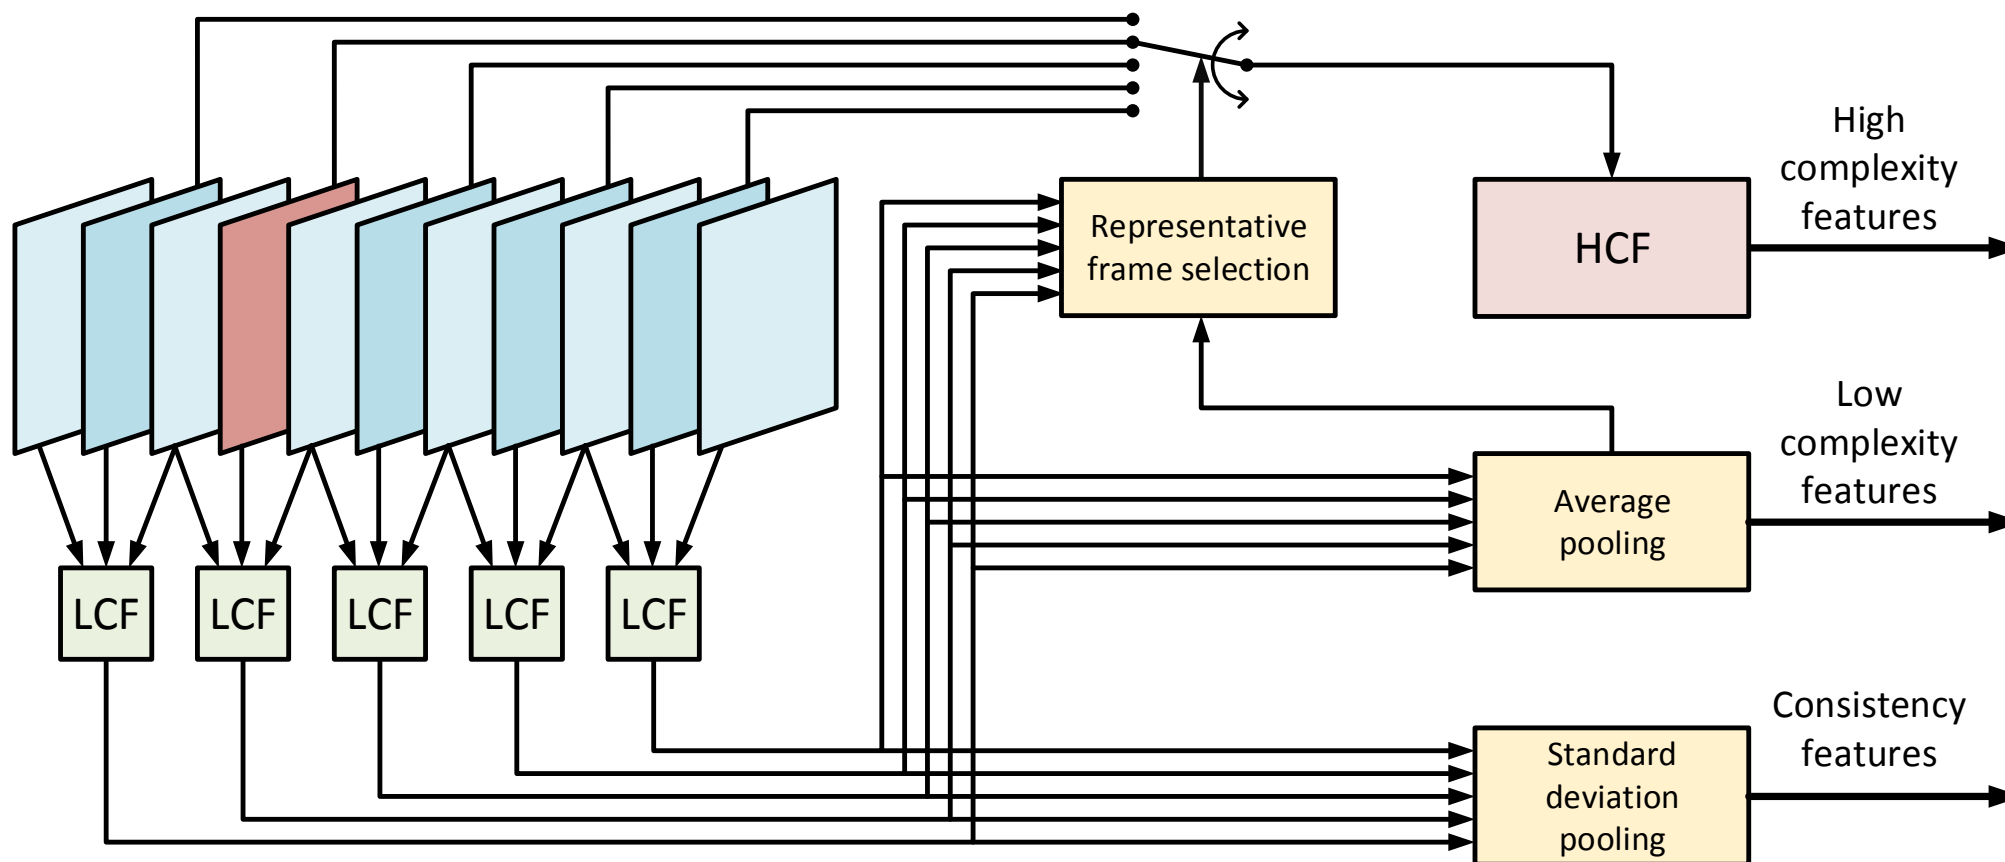 High
complexity
features
Representative
frame selection
HCF
Low
complexity
features
Average
pooling
LCF
LCF
LCF
LCF
LCF
Consistency
features
Standard
deviation
pooling